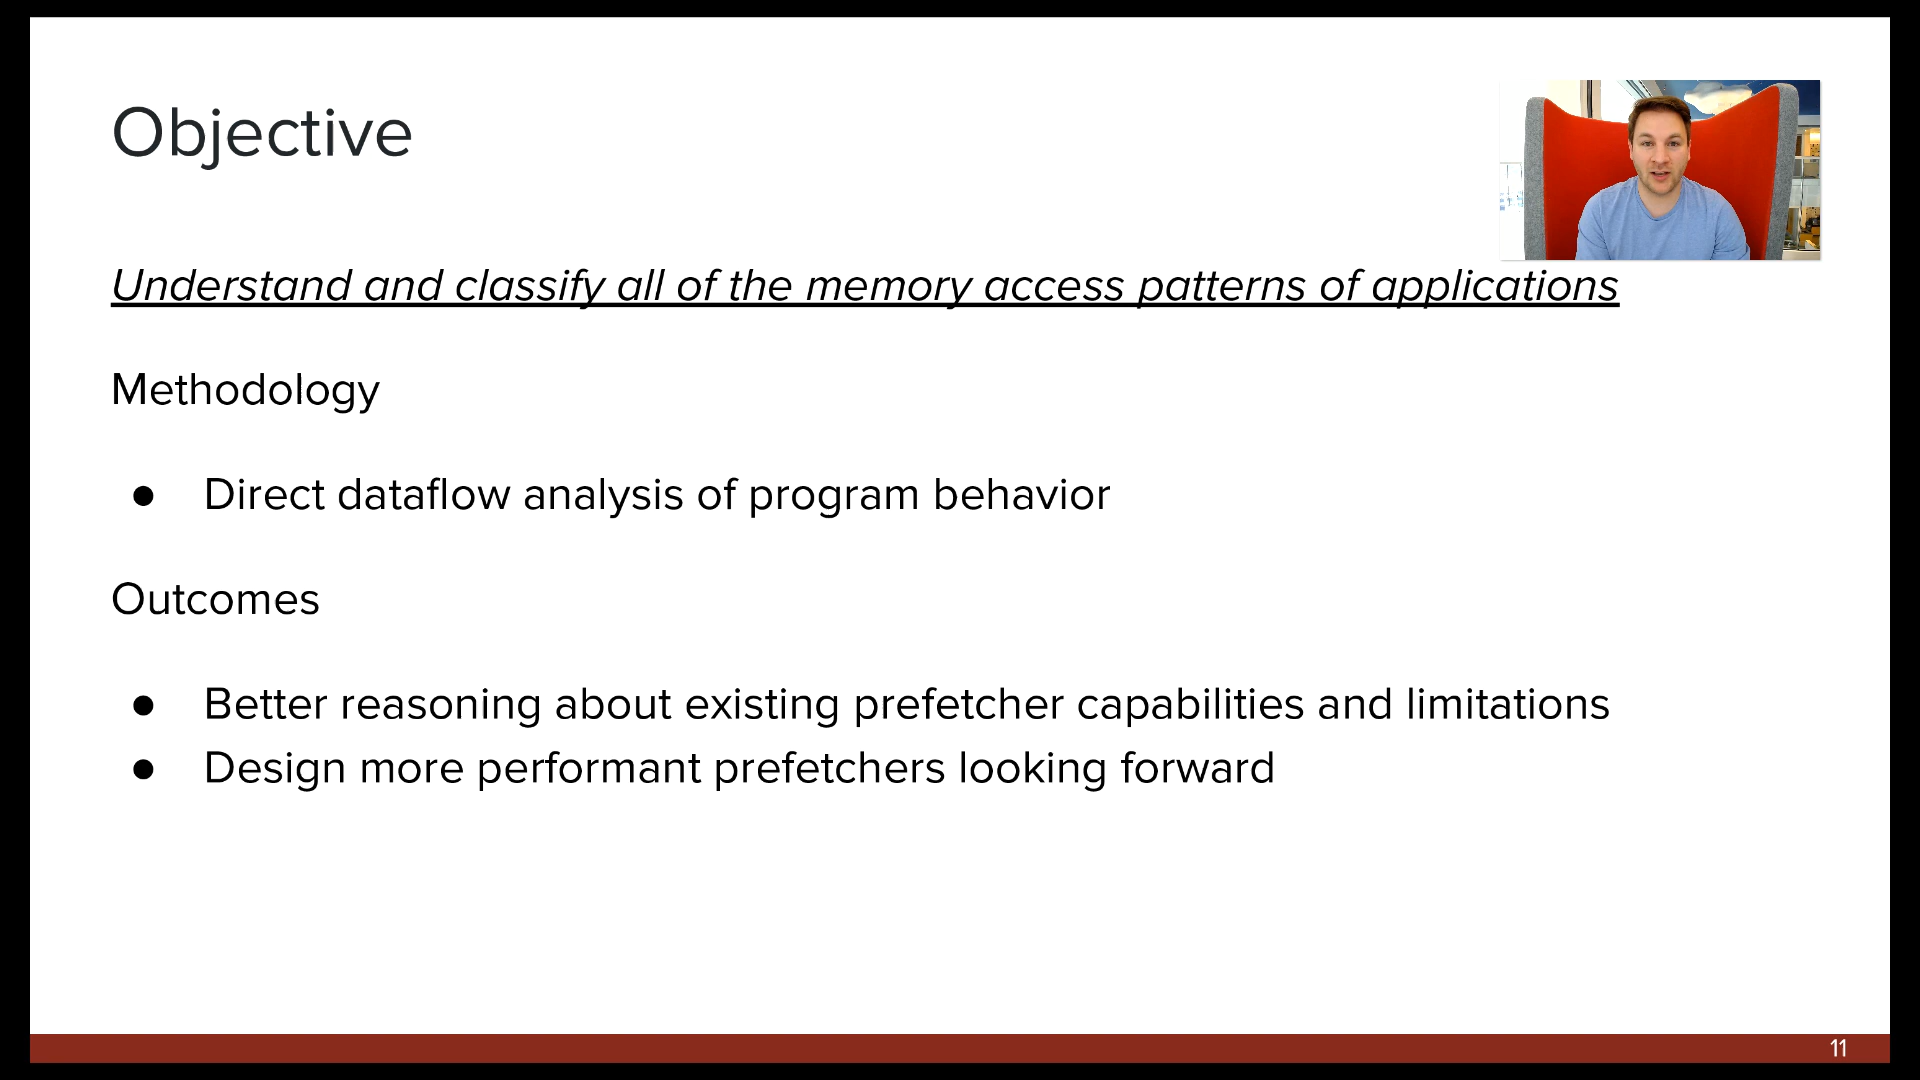 Objective
Understand and classify all of the memory access patterns of applications
Methodology
● Direct dataflow analysis of program behavior
Outcomes
● Better reasoning about existing prefetcher capabilities and limitations
● Design more performant prefetchers looking forward
11